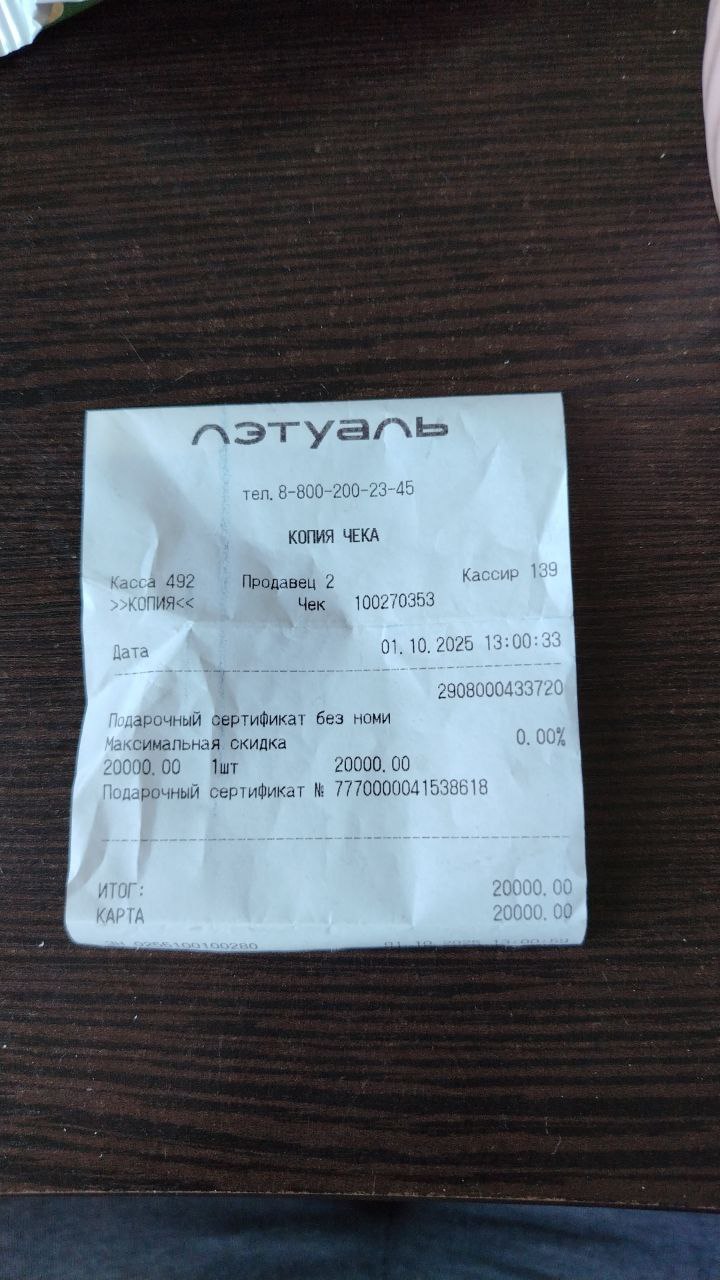 ЛЭТУАЛЬ
тел. 8-800-200-23-45
КОПИЯ ЧЕКА
Касса 492 Продавец 2 Кассир 139
>>КОПИЯ<< Чек 100270353
Дата 01.10.2025 13:00:33
2908000433720
Подарочный сертификат без номи
Максимальная скидка 0.00%
20000.00 1шт 20000.00
Подарочный сертификат № 7770000041538618
ИТОГ: 20000.00
КАРТА 20000.00